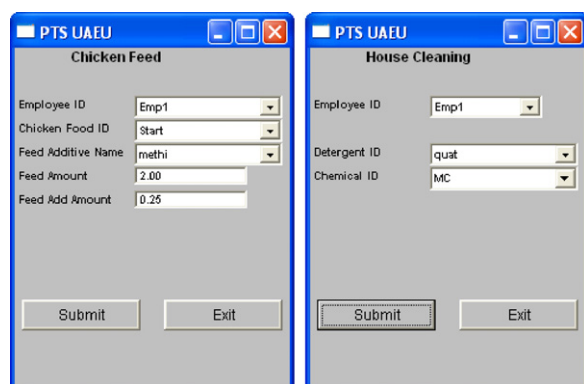 PTS UAEU
Chicken Feed
Employee ID Emp1
Chicken Food ID Start
Feed Additive Name methi
Feed Amount 2.00
Feed Add Amount 0.25
Submit Exit
PTS UAEU
House Cleaning
Employee ID Emp1
Detergent ID quat
Chemical ID MC
Submit Exit